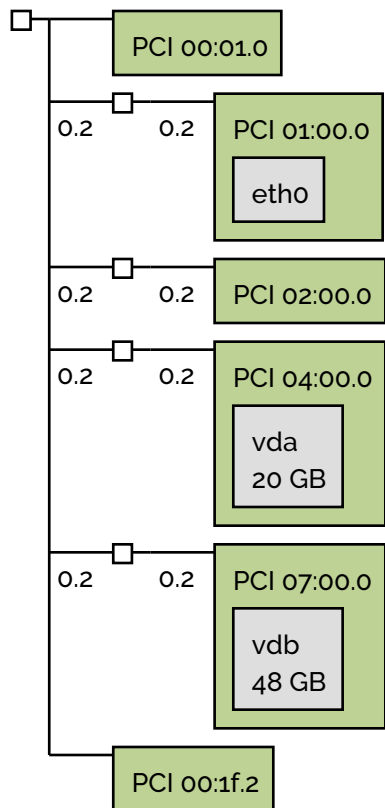 PCI 00:01.0
0.2 0.2 PCI 01:00.0
eth0
0.2 0.2 PCI 02:00.0
0.2 0.2 PCI 04:00.0
vda
20 GB
0.2 0.2 PCI 07:00.0
vdb
48 GB
PCI 00:1f.2